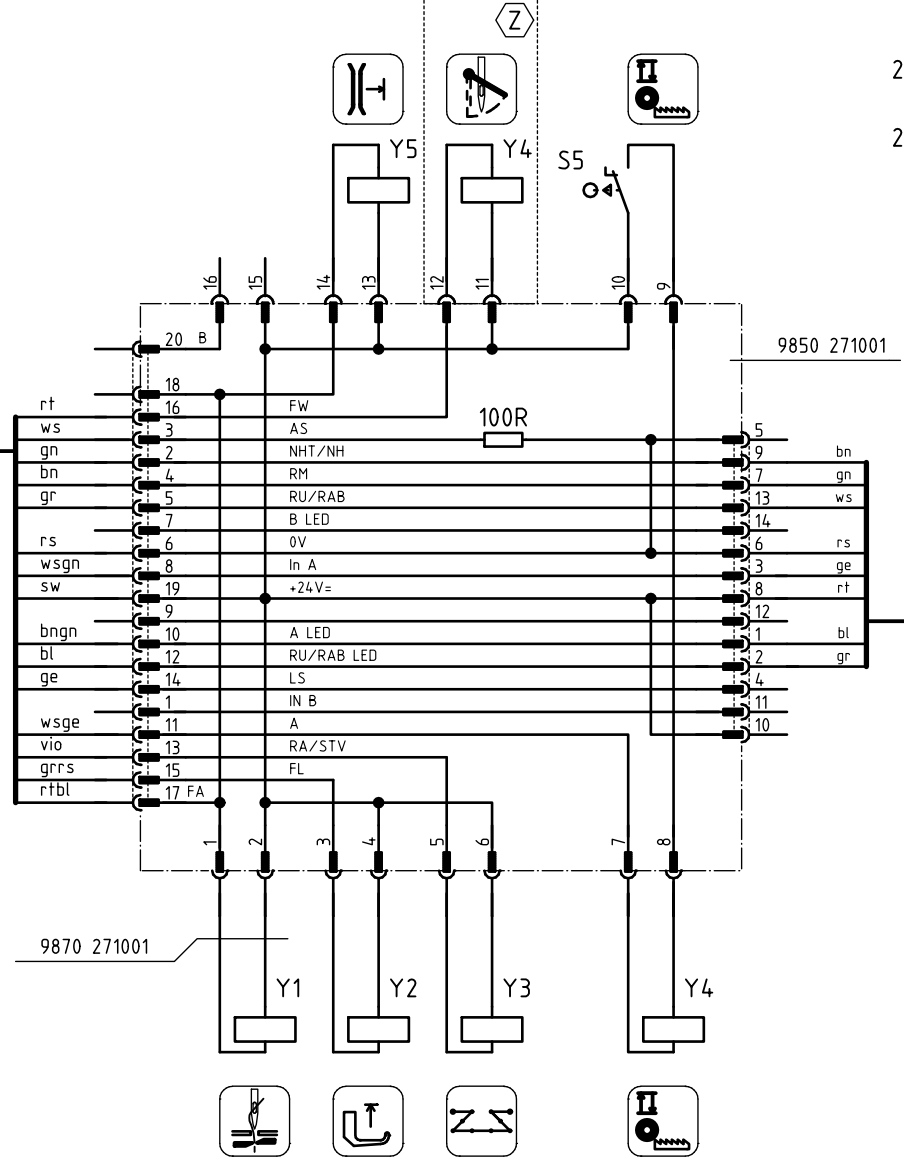 Z
2
Y5
Y4
2
S5
16
15
14
13
12
11
10
9
20 B
9850 271001
18
rt 16 FW
ws 3 AS 100R 5
gn 2 NHT/NH 9 bn
bn 4 RM 7 gn
gr 5 RU/RAB 13 ws
7 B LED 14
rs 6 0V 6 rs
wsgn 8 In A 3 ge
sw 19 +24V= 8 rt
9 12
bngn 10 A LED 1 bl
bl 12 RU/RAB LED 2 gr
ge 14 LS 4
1 IN B 11
wsge 11 A 10
vio 13 RA/STV
grrs 15 FL
rtbl 17 FA
1
2
3
4
5
6
7
8
9870 271001
Y1
Y2
Y3
Y4